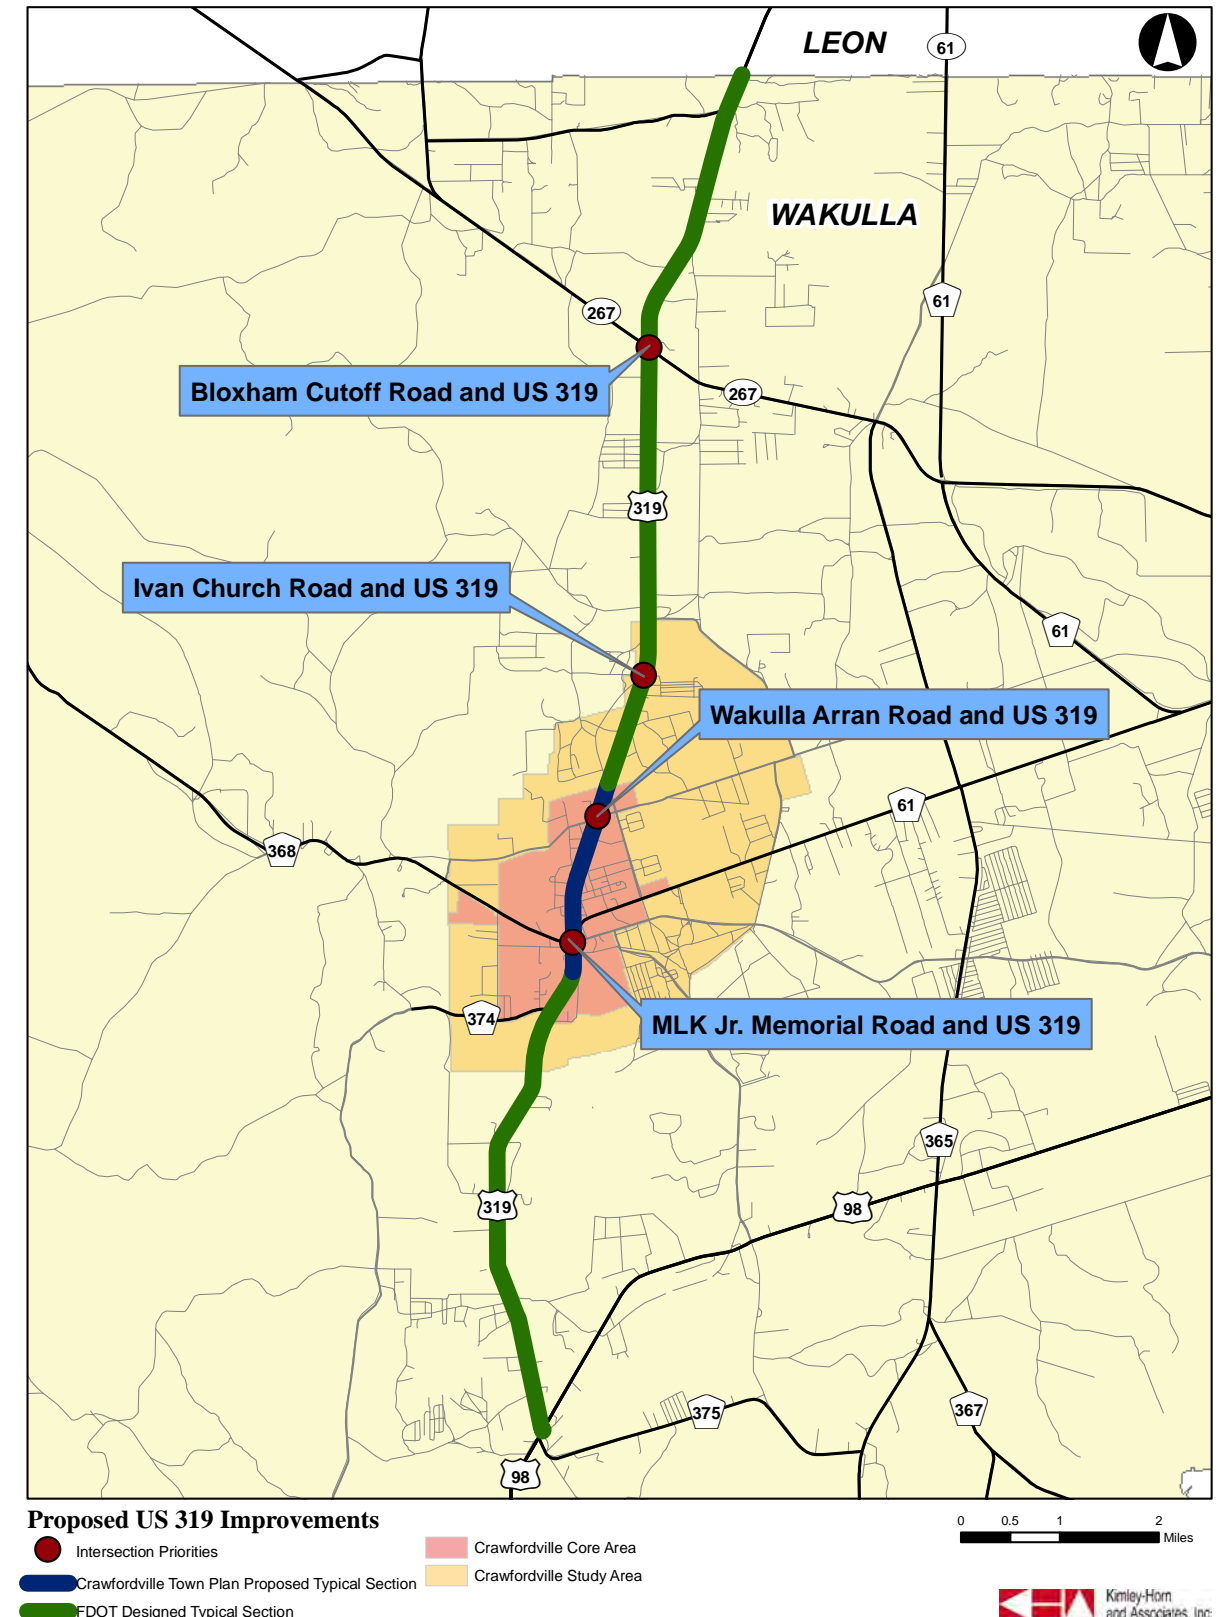 LEON
61
WAKULLA
61
267
Bloxham Cutoff Road and US 319
267
319
Ivan Church Road and US 319
61
Wakulla Arran Road and US 319
61
368
374
MLK Jr. Memorial Road and US 319
365
319
98
375
367
98
Proposed US 319 Improvements
Intersection Priorities
Crawfordville Town Plan Proposed Typical Section
FDOT Designed Typical Section
Crawfordville Core Area
Crawfordville Study Area
0 0.5 1 2
Miles
Kimley-Horn
and Associates, Inc